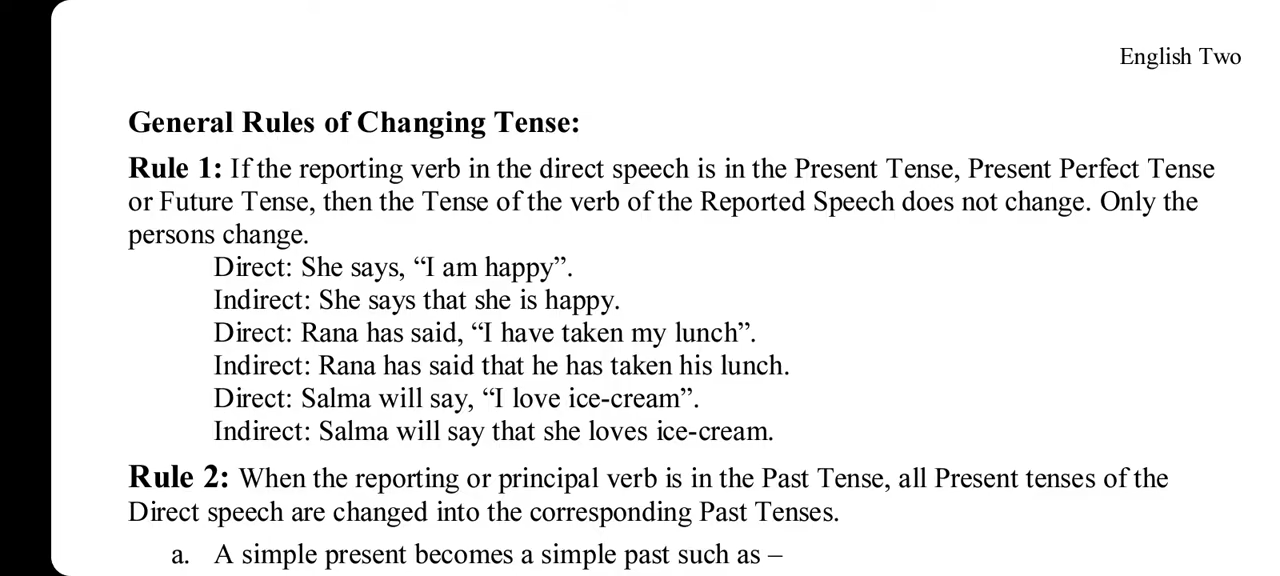 English Two
General Rules of Changing Tense:
Rule 1: If the reporting verb in the direct speech is in the Present Tense, Present Perfect Tense
or Future Tense, then the Tense of the verb of the Reported Speech does not change. Only the
persons change.
Direct: She says, “I am happy”.
Indirect: She says that she is happy.
Direct: Rana has said, “I have taken my lunch”.
Indirect: Rana has said that he has taken his lunch.
Direct: Salma will say, “I love ice-cream”.
Indirect: Salma will say that she loves ice-cream.
Rule 2: When the reporting or principal verb is in the Past Tense, all Present tenses of the
Direct speech are changed into the corresponding Past Tenses.
a. A simple present becomes a simple past such as –